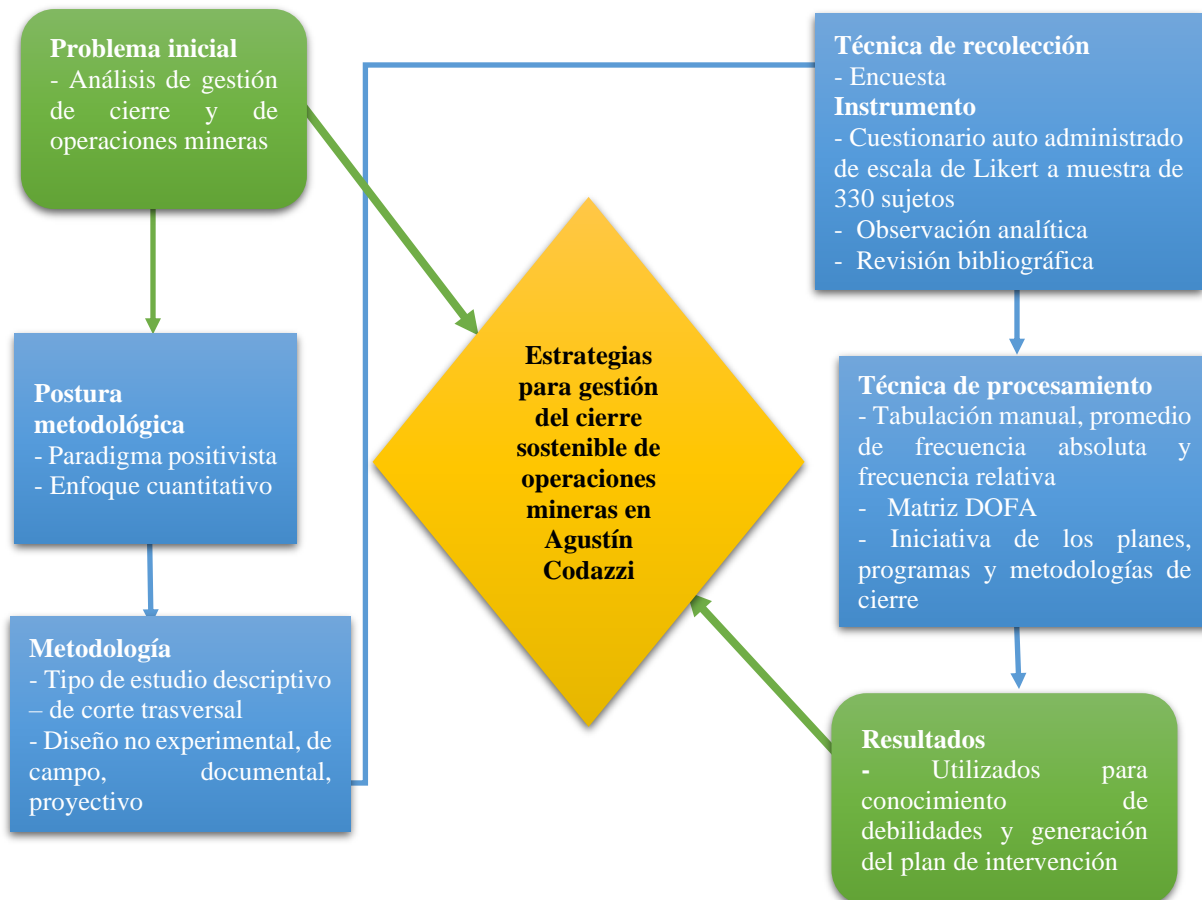 Problema inicial
- Análisis de gestión
de cierre y de
operaciones mineras
Postura
metodológica
- Paradigma positivista
- Enfoque cuantitativo
Metodología
- Tipo de estudio descriptivo
– de corte trasversal
- Diseño no experimental, de
campo, documental,
proyectivo
Estrategias
para gestión
del cierre
sostenible de
operaciones
mineras en
Agustín
Codazzi
Técnica de recolección
- Encuesta
Instrumento
- Cuestionario auto administrado
de escala de Likert a muestra de
330 sujetos
- Observación analítica
- Revisión bibliográfica
Técnica de procesamiento
- Tabulación manual, promedio
de frecuencia absoluta y
frecuencia relativa
- Matriz DOFA
- Iniciativa de los planes,
programas y metodologías de
cierre
Resultados
- Utilizados para
conocimiento de
debilidades y generación
del plan de intervención